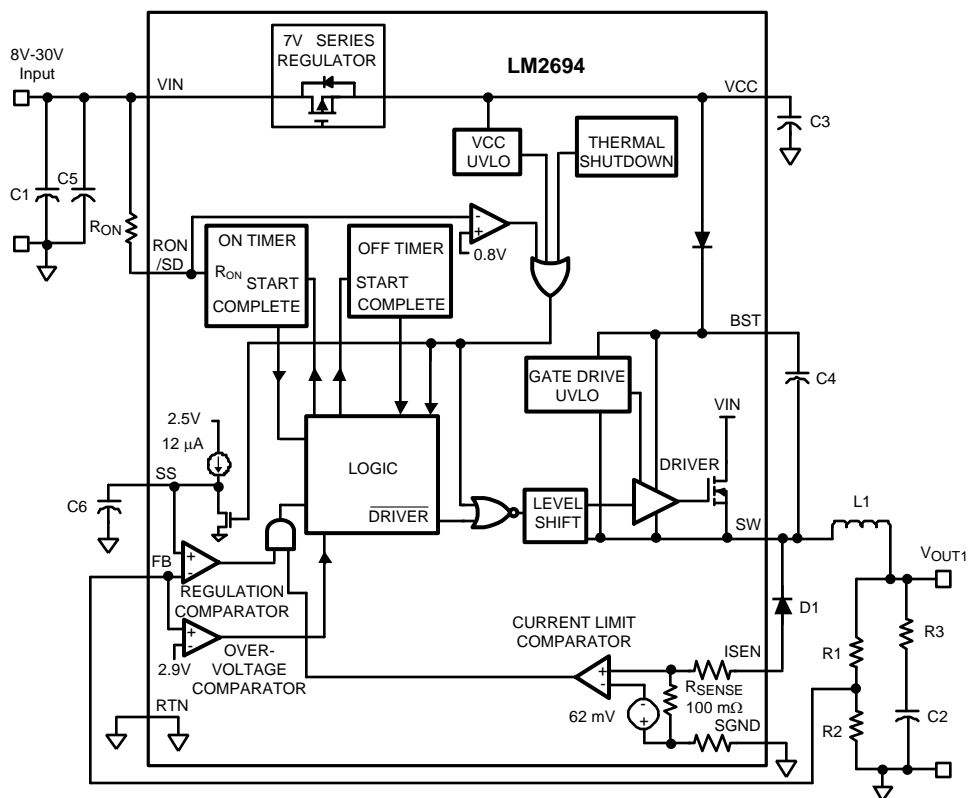 7V SERIES
REGULATOR
LM2694
8V-30V
Input
VIN
VCC
C3
VCC
UVLO
THERMAL
SHUTDOWN
C1
C5
RON
RON
/SD
ON TIMER
RON
START
COMPLETE
OFF TIMER
START
COMPLETE
-
+
0.8V
BST
C4
GATE DRIVE
UVLO
VIN
2.5V
12 μA
SS
C6
LOGIC
DRIVER
DRIVER
LEVEL
SHIFT
SW
L1
VOUT1
FB
+
-
REGULATION
COMPARATOR
+
-
2.9V
OVER-
VOLTAGE
COMPARATOR
CURRENT LIMIT
COMPARATOR
+
-
62 mV
-
+
RSENSE
100 mΩ
ISEN
SGND
D1
R1
R2
R3
C2
RTN